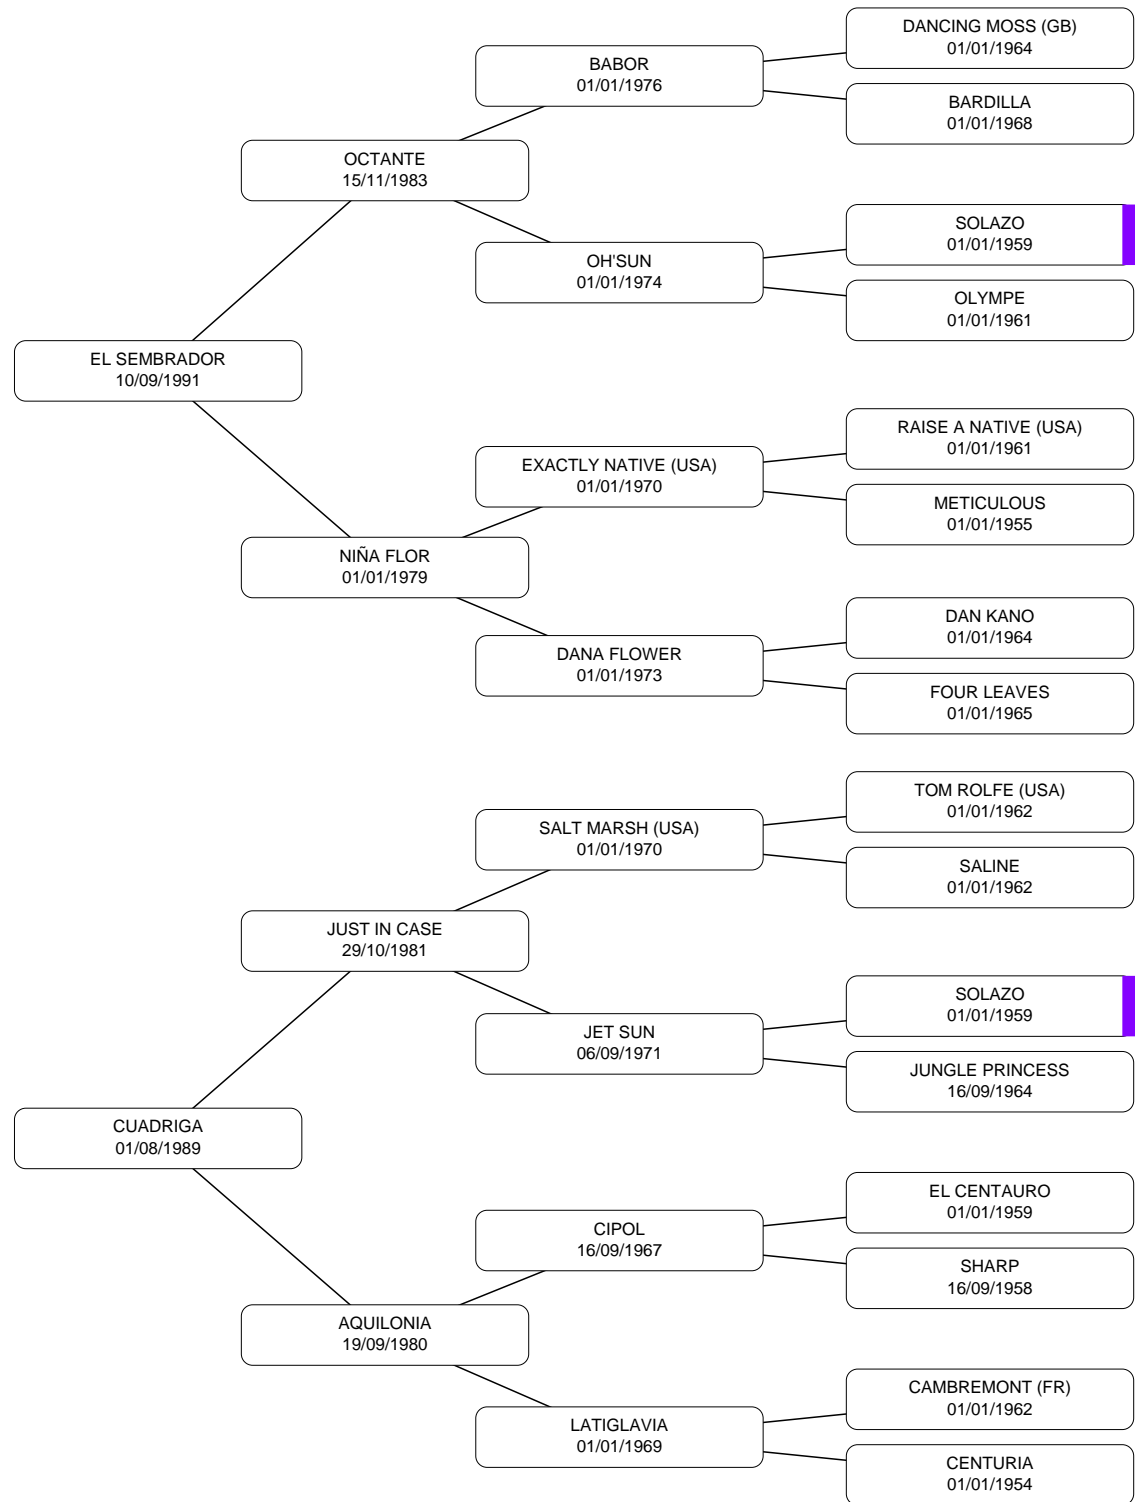 DANCING MOSS (GB)
01/01/1964
BABOR
01/01/1976
BARDILLA
01/01/1968
OCTANTE
15/11/1983
SOLAZO
01/01/1959
OH'SUN
01/01/1974
OLYMPE
01/01/1961
EL SEMBRADOR
10/09/1991
RAISE A NATIVE (USA)
01/01/1961
EXACTLY NATIVE (USA)
01/01/1970
METICULOUS
01/01/1955
NIÑA FLOR
01/01/1979
DAN KANO
01/01/1964
DANA FLOWER
01/01/1973
FOUR LEAVES
01/01/1965
TOM ROLFE (USA)
01/01/1962
SALT MARSH (USA)
01/01/1970
SALINE
01/01/1962
JUST IN CASE
29/10/1981
SOLAZO
01/01/1959
JET SUN
06/09/1971
JUNGLE PRINCESS
16/09/1964
CUADRIGA
01/08/1989
EL CENTAURO
01/01/1959
CIPOL
16/09/1967
SHARP
16/09/1958
AQUILONIA
19/09/1980
CAMBREMONT (FR)
01/01/1962
LATIGLAVIA
01/01/1969
CENTURIA
01/01/1954